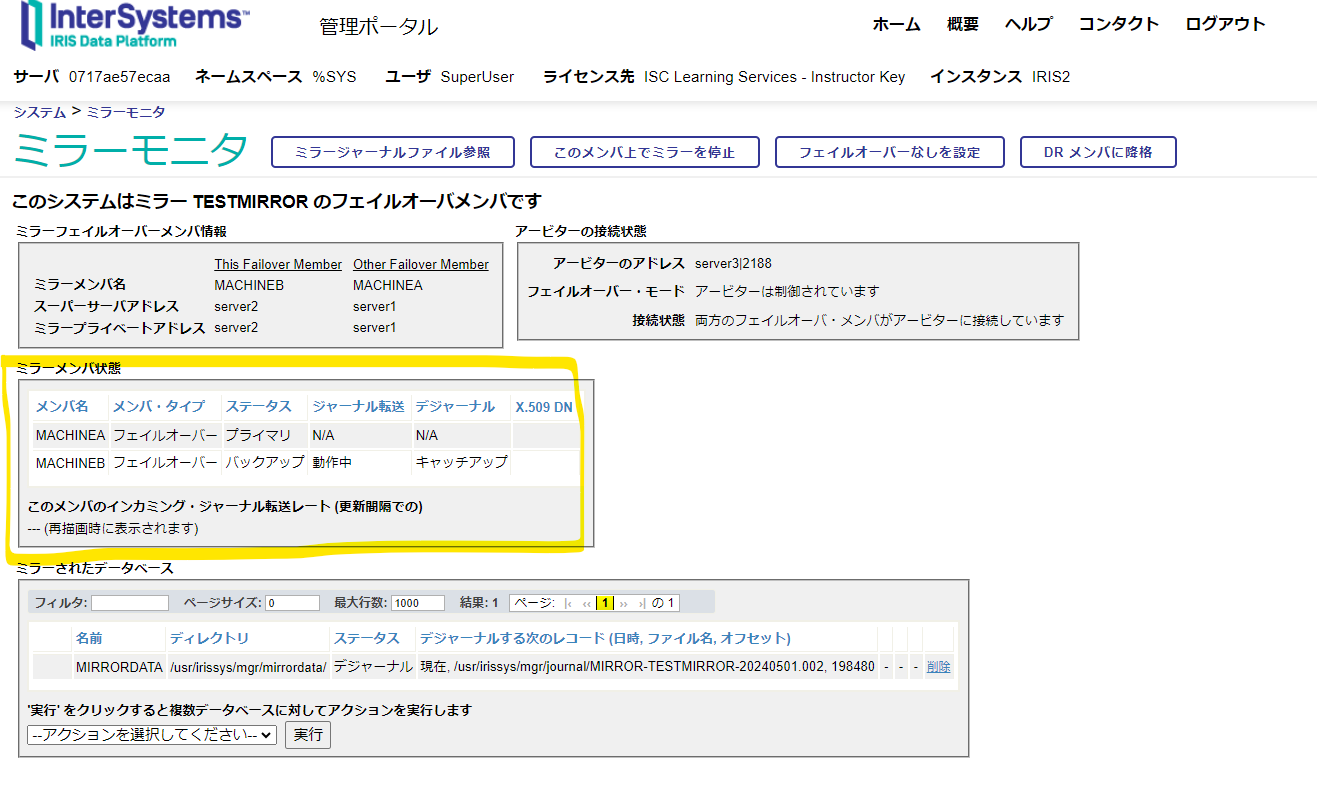 InterSystems™
IRIS Data Platform
管理ポータル
ホーム 概要 ヘルプ コンタクト ログアウト
サーバ 0717ae57ecaa ネームスペース %SYS ユーザ SuperUser ライセンス先 ISC Learning Services - Instructor Key インスタンス IRIS2
システム > ミラーモニタ
ミラーモニタ ミラージャーナルファイル参照 このメンバ上でミラーを停止 フェイルオーバーなしを設定 DR メンバに降格
このシステムはミラー TESTMIRROR のフェイルオーバメンバです
ミラーフェイルオーバーメンバ情報
This Failover Member Other Failover Member
ミラーメンバ名 MACHINEB MACHINEA
スーパーサーバアドレス server2 server1
ミラープライベートアドレス server2 server1
アービターの接続状態
アービターのアドレス server3|2188
フェイルオーバー・モード アービターは制御されています
接続状態 両方のフェイルオーバ・メンバがアービターに接続しています
ミラーメンバ状態
メンバ名 メンバ・タイプ ステータス ジャーナル転送 デジャーナル X.509 DN
MACHINEA フェイルオーバー プライマリ N/A N/A
MACHINEB フェイルオーバー バックアップ 動作中 キャッチアップ
このメンバのインカミング・ジャーナル転送レート (更新間隔での)
--- (再描画時に表示されます)
ミラーされたデータベース
フィルタ: ページサイズ: 0 最大行数: 1000 結果: 1 ページ: |‹ ‹‹ 1 ›› ›| の 1
名前 ディレクトリ ステータス デジャーナルする次のレコード (日時, ファイル名, オフセット)
MIRRORDATA /usr/irissys/mgr/mirrordata/ デジャーナル 現在, /usr/irissys/mgr/journal/MIRROR-TESTMIRROR-20240501.002, 198480 - - - 削除
'実行' をクリックすると複数データベースに対してアクションを実行します
--アクションを選択してください-- 実行